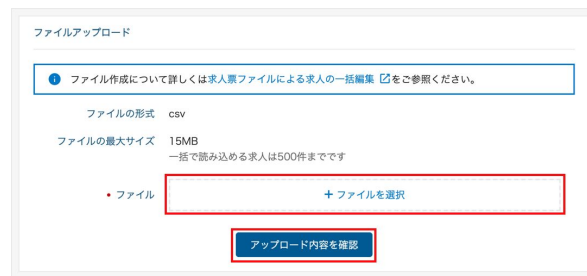 ファイルアップロード
ファイル作成について詳しくは求人票ファイルによる求人の一括編集 をご参照ください。
ファイルの形式 csv
ファイルの最大サイズ 15MB
一括で読み込める求人は500件までです
• ファイル + ファイルを選択
アップロード内容を確認